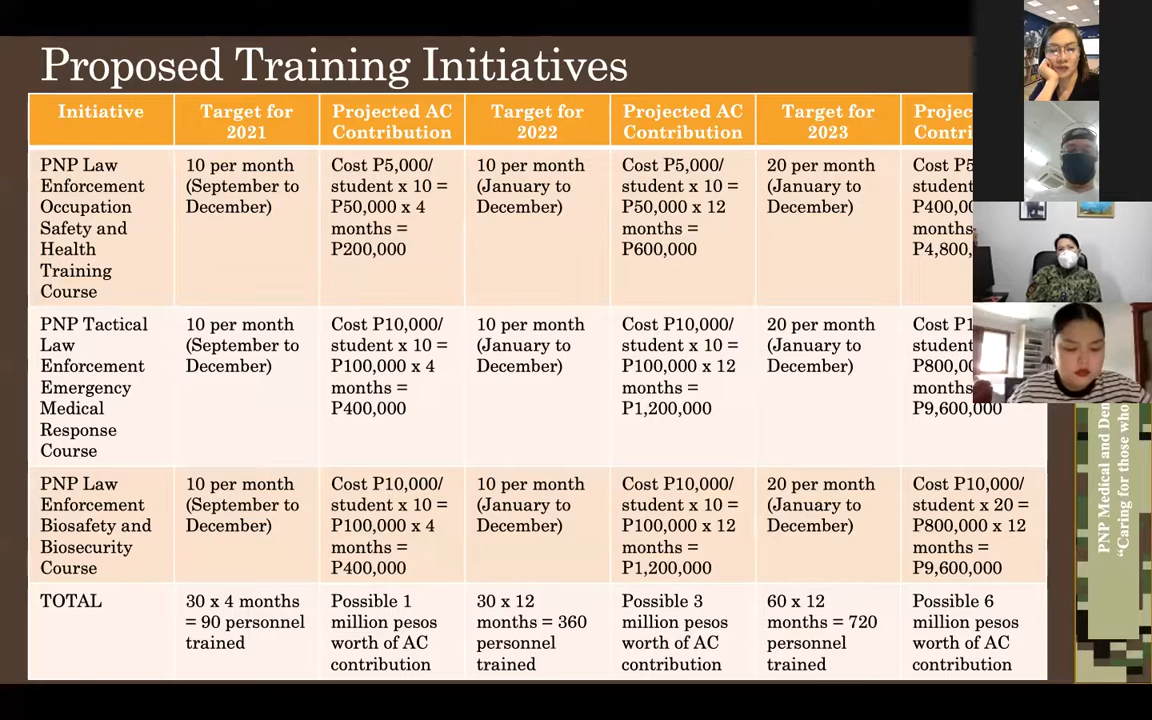 Proposed Training Initiatives
Initiative
Target for
2021
Projected AC
Contribution
Target for
2022
Projected AC
Contribution
Target for
2023
PNP Law
Enforcement
Occupation
Safety and
Health
Training
Course
10 per month
(September to
December)
Cost P5,000/
student x 10 =
P50,000 x 4
months =
P200,000
10 per month
(January to
December)
Cost P5,000/
student x 10 =
P50,000 x 12
months =
P600,000
20 per month
(January to
December)
Cost
student
months
PNP Tactical
Law
Enforcement
Emergency
Medical
Response
Course
10 per month
(September to
December)
Cost P10,000/
student x 10 =
P100,000 x 4
months =
P400,000
10 per month
(January to
December)
Cost P10,000/
student x 10 =
P100,000 x 12
months =
P1,200,000
20 per month
(January to
December)
Cost
student
months
P9,600,000
PNP Law
Enforcement
Biosafety and
Biosecurity
Course
10 per month
(September to
December)
Cost P10,000/
student x 10 =
P100,000 x 4
months =
P400,000
10 per month
(January to
December)
Cost P10,000/
student x 10 =
P100,000 x 12
months =
P1,200,000
20 per month
(January to
December)
Cost P10,000/
student x 20 =
P800,000 x 12
months =
P9,600,000
TOTAL
30 x 4 months
= 90 personnel
trained
Possible 1
million pesos
worth of AC
contribution
30 x 12
months = 360
personnel
trained
Possible 3
million pesos
worth of AC
contribution
60 x 12
months = 720
personnel
trained
Possible 6
million pesos
worth of AC
contribution
PNP Medical and
“Caring for those who